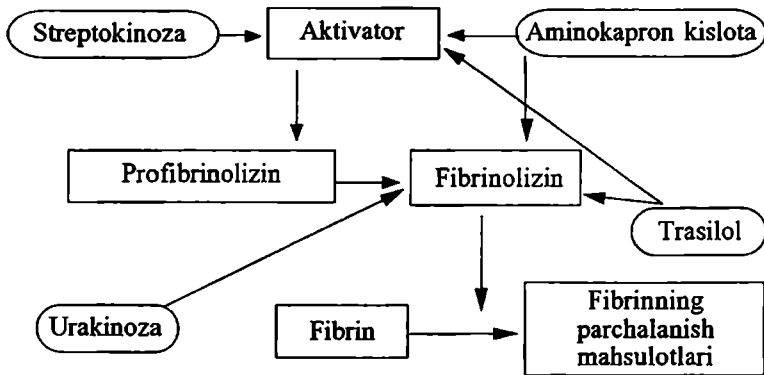 Streptokinoza
Aktivator
Aminokapron kislota
Profibrinolizin
Fibrinolizin
Trasilol
Urakinoza
Fibrin
Fibrinning
parchalanish
mahsulotlari